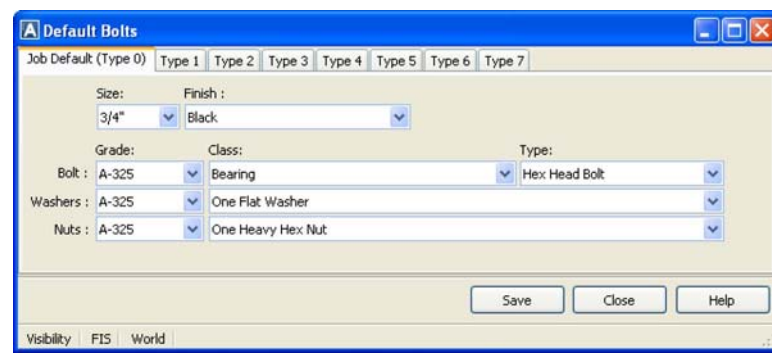 A Default Bolts
Job Default (Type 0) Type 1 Type 2 Type 3 Type 4 Type 5 Type 6 Type 7
Size: Finish :
3/4" Black
Grade: Class: Type:
Bolt : A-325 Bearing Hex Head Bolt
Washers : A-325 One Flat Washer
Nuts : A-325 One Heavy Hex Nut
Save Close Help
Visibility FIS World